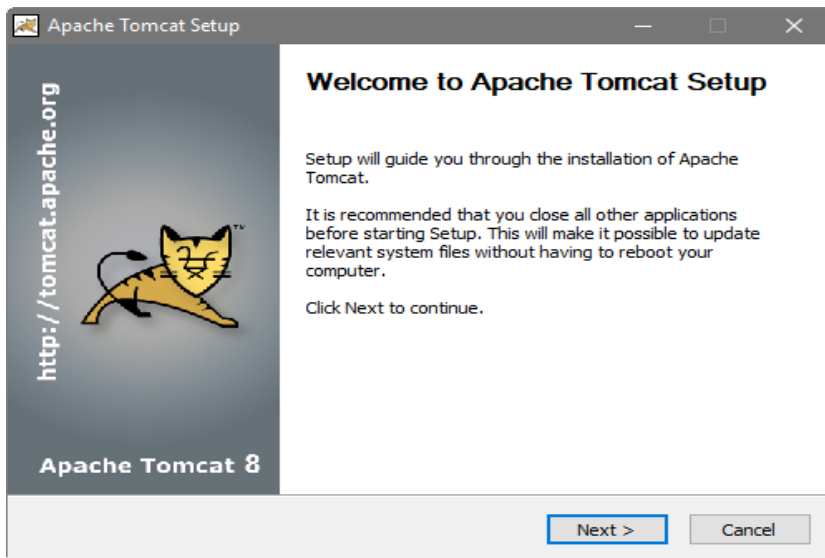 Apache Tomcat Setup
http://tomcat.apache.org
Apache Tomcat 8
Welcome to Apache Tomcat Setup
Setup will guide you through the installation of Apache
Tomcat.
It is recommended that you close all other applications
before starting Setup. This will make it possible to update
relevant system files without having to reboot your
computer.
Click Next to continue.
Next >
Cancel
TM